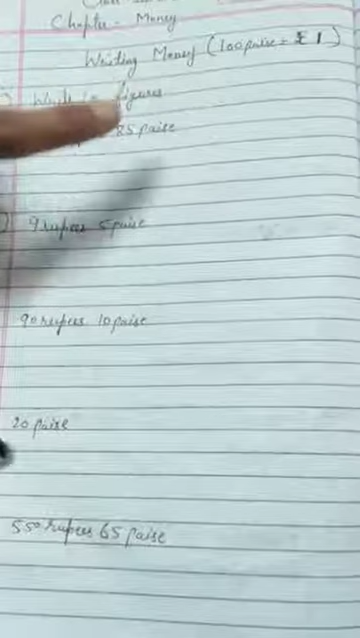 Chapter - Money
Writing Money (100 paise = ₹ 1)
figures
85 paise
9 rupees 5 paise
90 rupees 10 paise
20 paise
550 rupees 65 paise